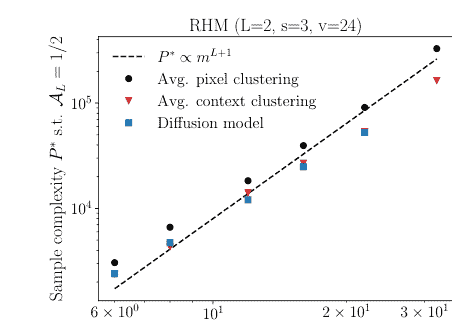 RHM (L=2, s=3, v=24)
Sample complexity P* s.t. 𝒜_L = 1/2
P* ∝ m^{L+1}
Avg. pixel clustering
Avg. context clustering
Diffusion model
10^5
10^4
6 × 10^0
10^1
2 × 10^1
3 × 10^1